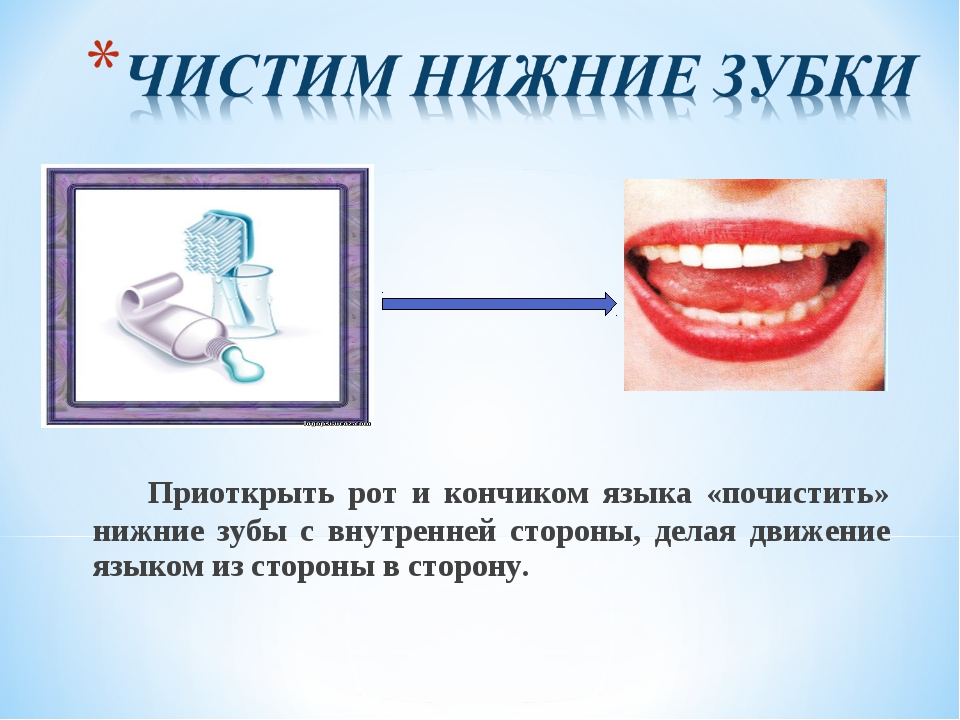 *ЧИСТИМ НИЖНИЕ ЗУБКИ
Приоткрыть рот и кончиком языка «почистить»
нижние зубы с внутренней стороны, делая движение
языком из стороны в сторону.